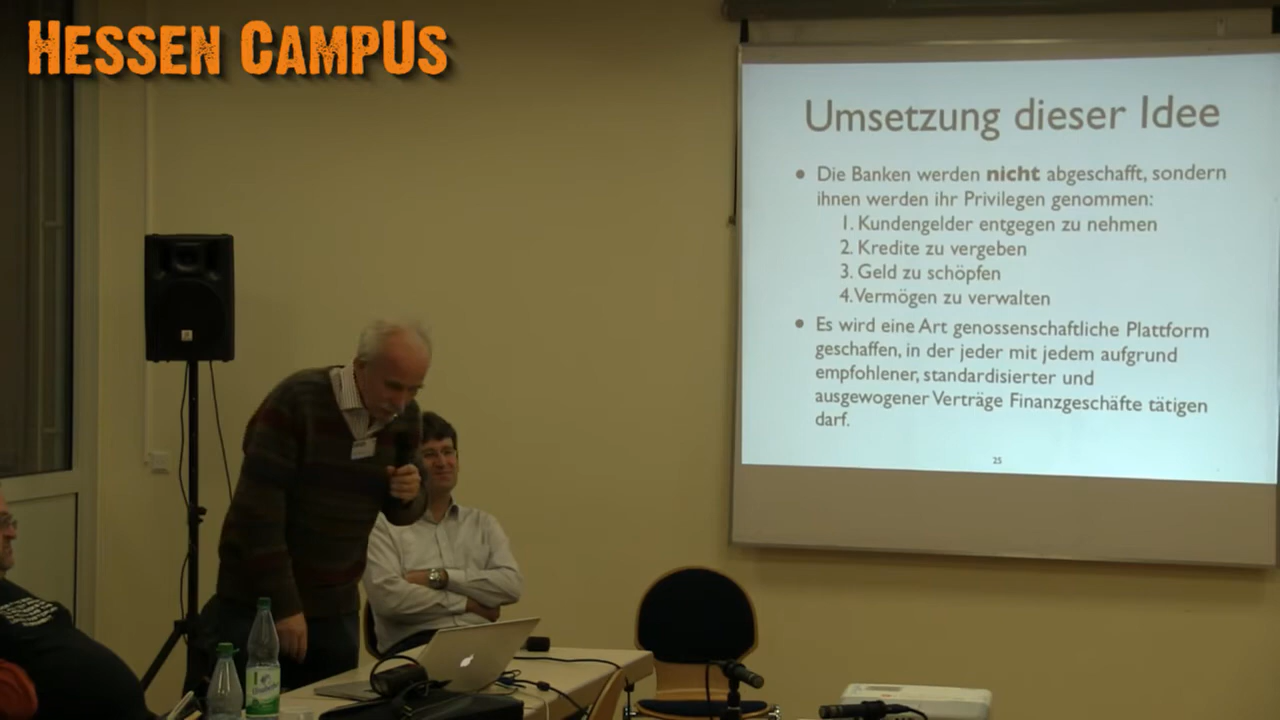 HESSEN CAMPUS
Umsetzung dieser Idee
• Die Banken werden nicht abgeschafft, sondern
ihnen werden ihr Privilegen genommen:
1. Kundengelder entgegen zu nehmen
2. Kredite zu vergeben
3. Geld zu schöpfen
4. Vermögen zu verwalten
• Es wird eine Art genossenschaftliche Plattform
geschaffen, in der jeder mit jedem aufgrund
empfohlener, standardisierter und
ausgewogener Verträge Finanzgeschäfte tätigen
darf.
25